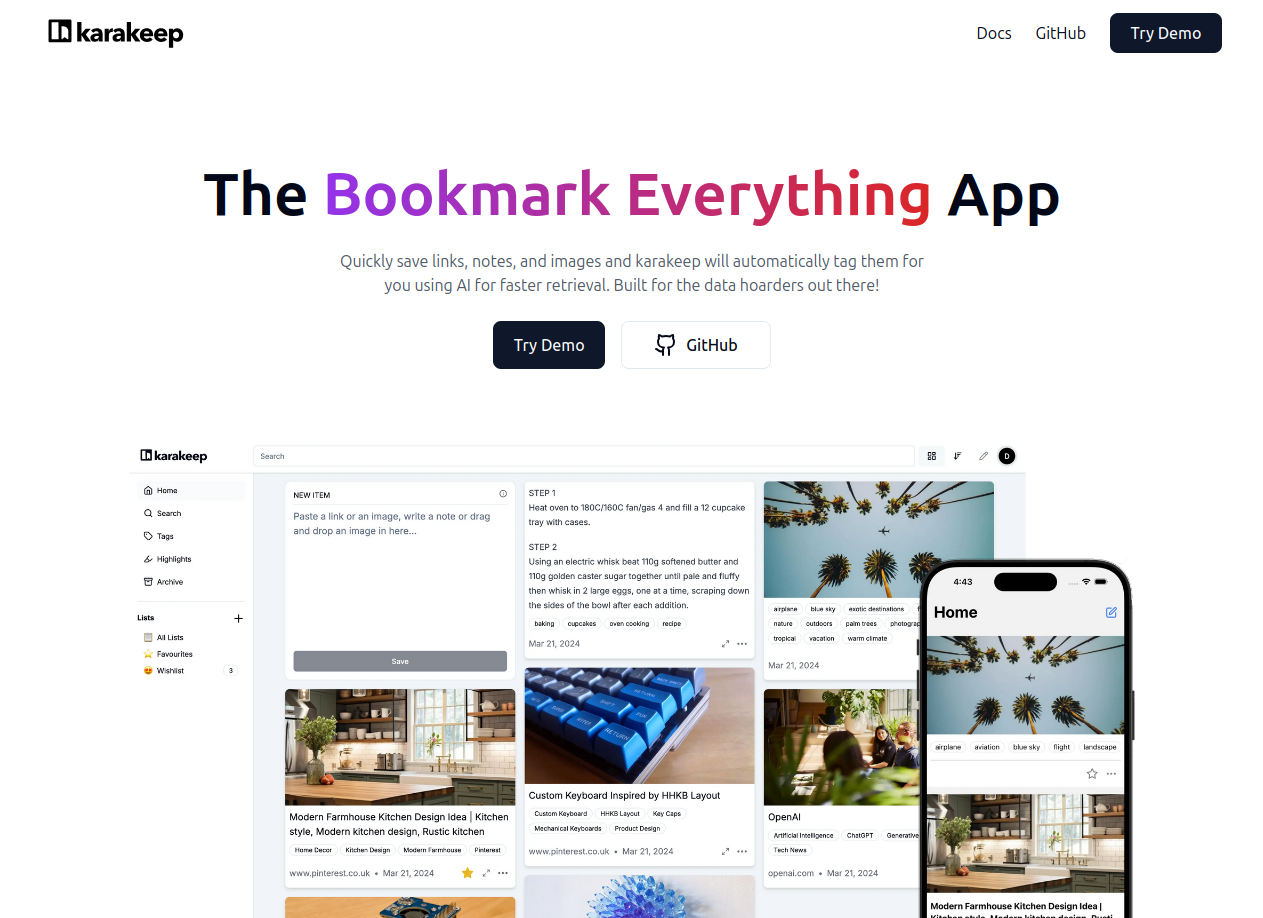 karakeep
Docs
GitHub
Try Demo
The Bookmark Everything App
Quickly save links, notes, and images and karakeep will automatically tag them for
you using AI for faster retrieval. Built for the data hoarders out there!
Try Demo
GitHub
karakeep
Search
D
Home
Search
Tags
Highlights
Archive
Lists
All Lists
Favourites
Wishlist
3
NEW ITEM
Paste a link or an image, write a note or drag
and drop an image in here...
Save
Modern Farmhouse Kitchen Design Idea | Kitchen
style, Modern kitchen design, Rustic kitchen
Home Decor
Kitchen Design
Modern Farmhouse
Pinterest
www.pinterest.co.uk • Mar 21, 2024
STEP 1
Heat oven to 180C/160C fan/gas 4 and fill a 12 cupcake
tray with cases.
STEP 2
Using an electric whisk beat 110g softened butter and
110g golden caster sugar together until pale and fluffy
then whisk in 2 large eggs, one at a time, scraping down
the sides of the bowl after each addition.
baking
cupcakes
oven cooking
recipe
Mar 21, 2024
RETURN
Custom Keyboard Inspired by HHKB Layout
Custom Keyboard
HHKB Layout
Key Caps
Mechanical Keyboards
Product Design
www.pinterest.co.uk • Mar 21, 2024
airplane
blue sky
exotic destinations
nature
outdoors
palm trees
photograp
tropical
vacation
warm climate
Mar 21, 2024
OpenAI
Artificial Intelligence
ChatGPT
Generative
Tech News
openai.com • Mar 21, 2024
4:43
Home
airplane
aviation
blue sky
flight
landscape
Modern Farmhouse Kitchen Design Idea |
Kitchen style, Modern kitchen design, Rusti